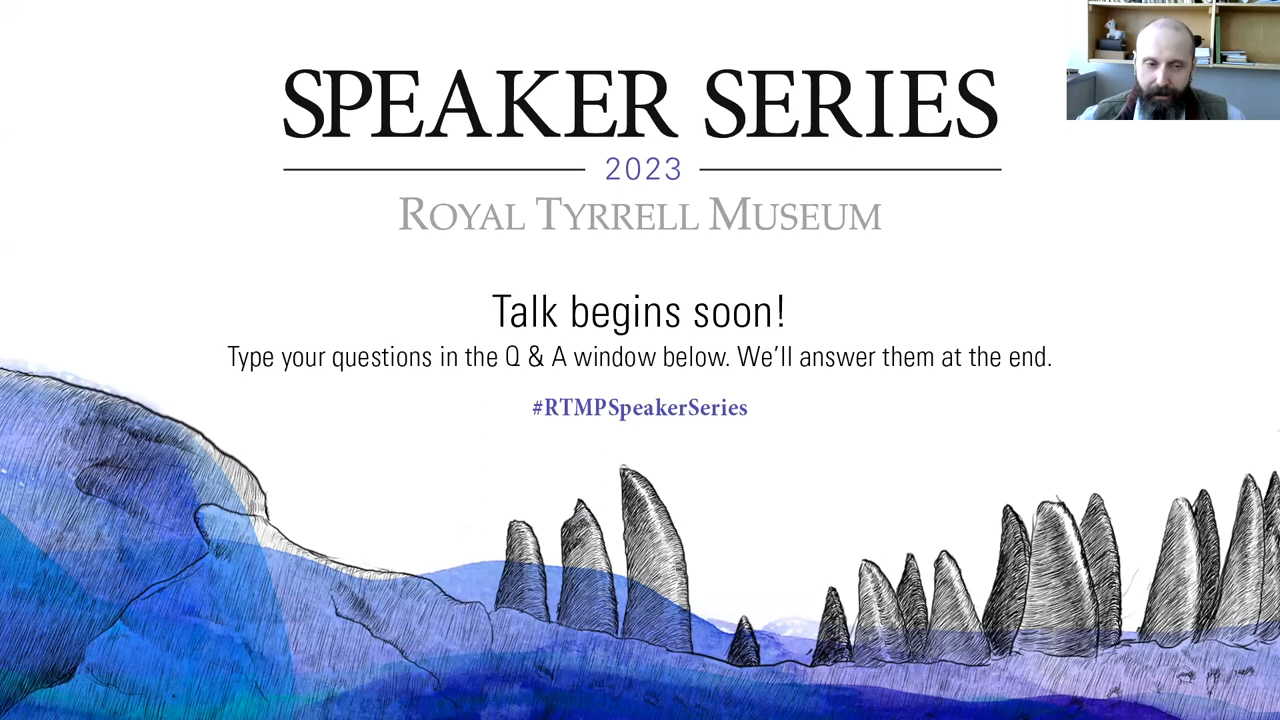 SPEAKER SERIES
2023
ROYAL TYRRELL MUSEUM
Talk begins soon!
Type your questions in the Q & A window below. We'll answer them at the end.
#RTMPSpeakerSeries